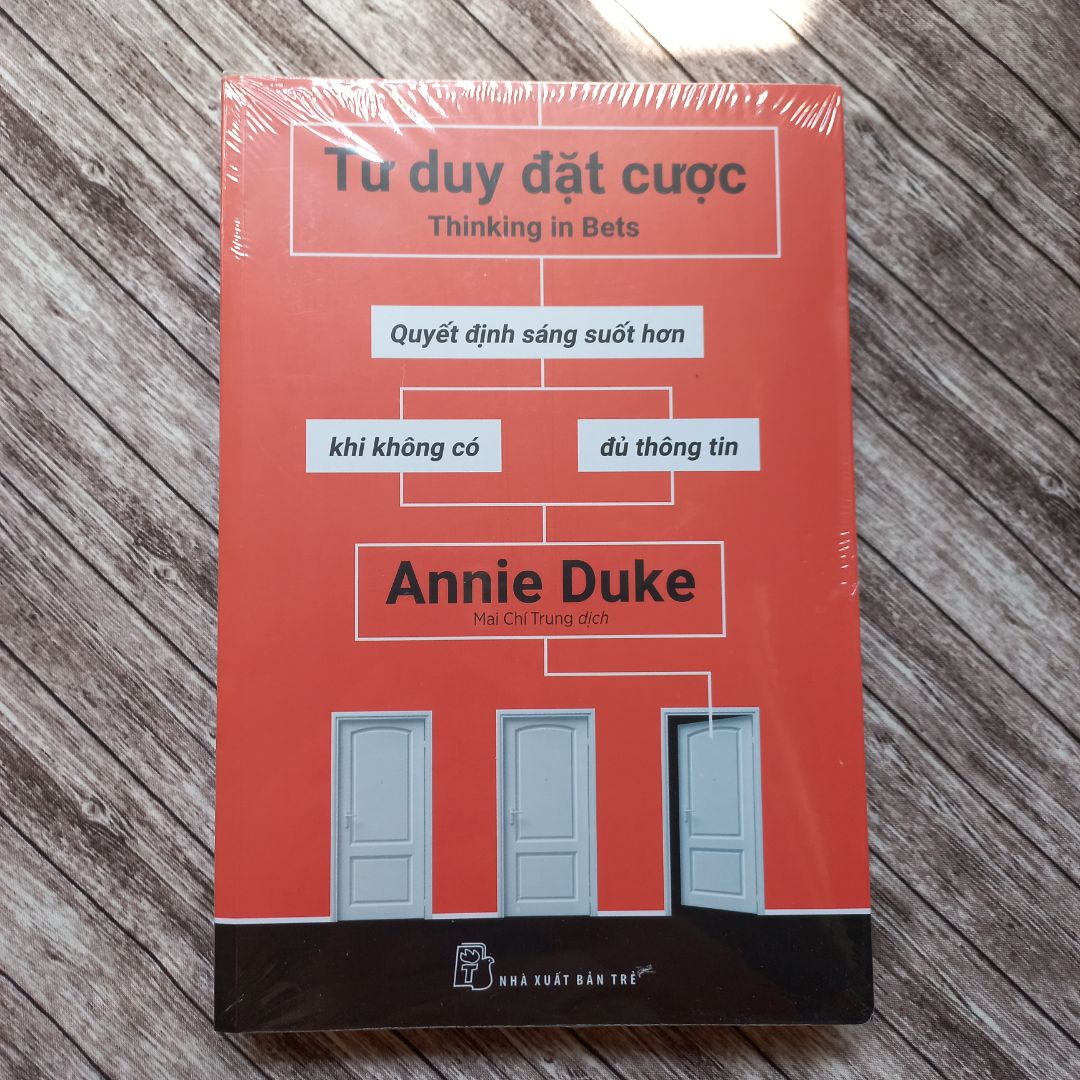 Tư duy đặt cược
Thinking in Bets
Quyết định sáng suốt hơn
khi không có
đủ thông tin
Annie Duke
Mai Chí Trung dịch
T
NHÀ XUẤT BẢN TRẺ